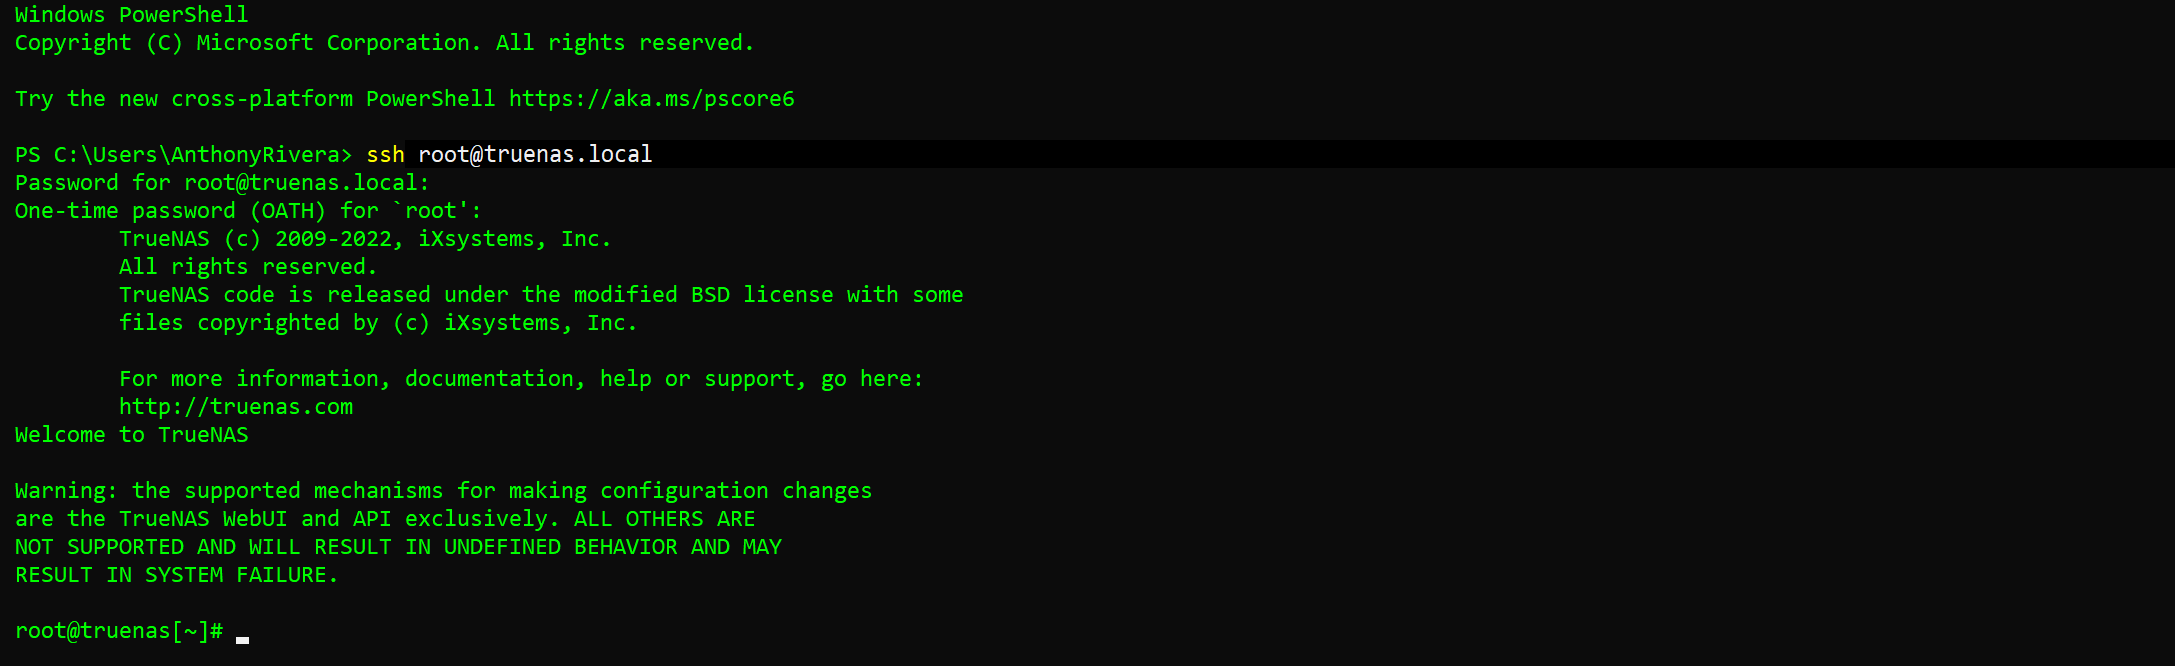 Windows PowerShell
Copyright (C) Microsoft Corporation. All rights reserved.
Try the new cross-platform PowerShell https://aka.ms/pscore6
PS C:\Users\AnthonyRivera> ssh root@truenas.local
Password for root@truenas.local:
One-time password (OATH) for `root':
TrueNAS (c) 2009-2022, iXsystems, Inc.
All rights reserved.
TrueNAS code is released under the modified BSD license with some
files copyrighted by (c) iXsystems, Inc.
For more information, documentation, help or support, go here:
http://truenas.com
Welcome to TrueNAS
Warning: the supported mechanisms for making configuration changes
are the TrueNAS WebUI and API exclusively. ALL OTHERS ARE
NOT SUPPORTED AND WILL RESULT IN UNDEFINED BEHAVIOR AND MAY
RESULT IN SYSTEM FAILURE.
root@truenas[~]#